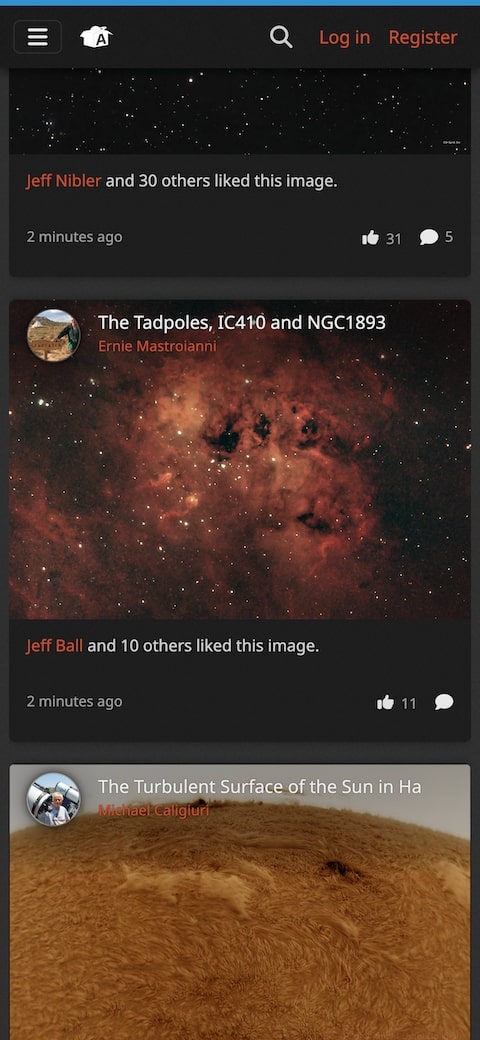 Log in Register
Jeff Nibler and 30 others liked this image.
2 minutes ago 31 5
The Tadpoles, IC410 and NGC1893
Ernie Mastroianni
Jeff Ball and 10 others liked this image.
2 minutes ago 11
The Turbulent Surface of the Sun in Ha
Michael Caligiuri